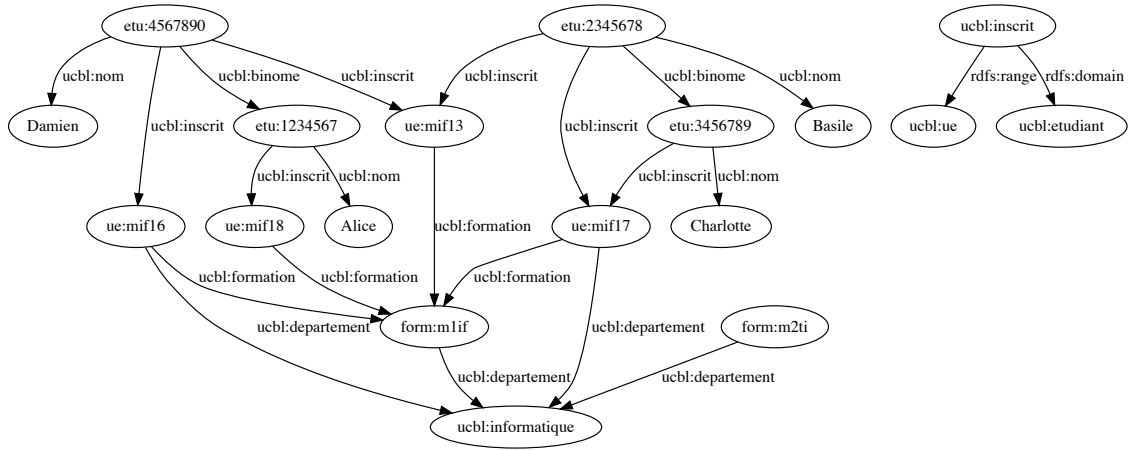 etu:4567890
etu:2345678
ucbl:inscrit
ucbl:nom
ucbl:binome
ucbl:inscrit
ucbl:inscrit
ucbl:binome
ucbl:nom
rdfs:range
rdfs:domain
Damien
ucbl:inscrit
etu:1234567
ue:mif13
ucbl:inscrit
etu:3456789
Basile
ucbl:ue
ucbl:etudiant
ucbl:inscrit
ucbl:nom
ucbl:inscrit
ucbl:nom
ue:mif16
ue:mif18
Alice
ucbl:formation
ue:mif17
Charlotte
ucbl:formation
ucbl:formation
ucbl:formation
ucbl:departement
form:m1if
ucbl:departement
form:m2ti
ucbl:departement
ucbl:departement
ucbl:informatique